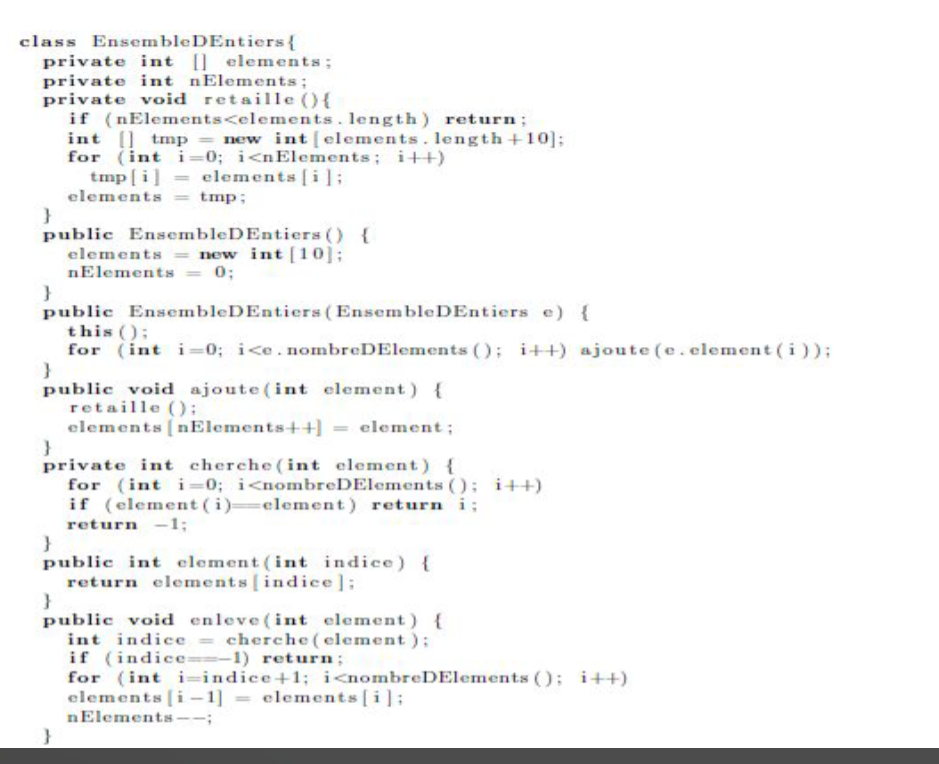 class EnsembleDEntiers{
private int [] elements;
private int nElements;
private void retaille(){
if (nElements<elements.length) return;
int [] tmp = new int[elements.length+10];
for (int i=0; i<nElements; i++)
tmp[i] = elements[i];
elements = tmp;
}
public EnsembleDEntiers() {
elements = new int[10];
nElements = 0;
}
public EnsembleDEntiers(EnsembleDEntiers e) {
this();
for (int i=0; i<e.nombreDElements(); i++) ajoute(e.element(i));
}
public void ajoute(int element) {
retaille();
elements[nElements++] = element;
}
private int cherche(int element) {
for (int i=0; i<nombreDElements(); i++)
if (element(i)==element) return i;
return -1;
}
public int element(int indice) {
return elements[indice];
}
public void enleve(int element) {
int indice = cherche(element);
if (indice==-1) return;
for (int i=indice+1; i<nombreDElements(); i++)
elements[i-1] = elements[i];
nElements--;
}